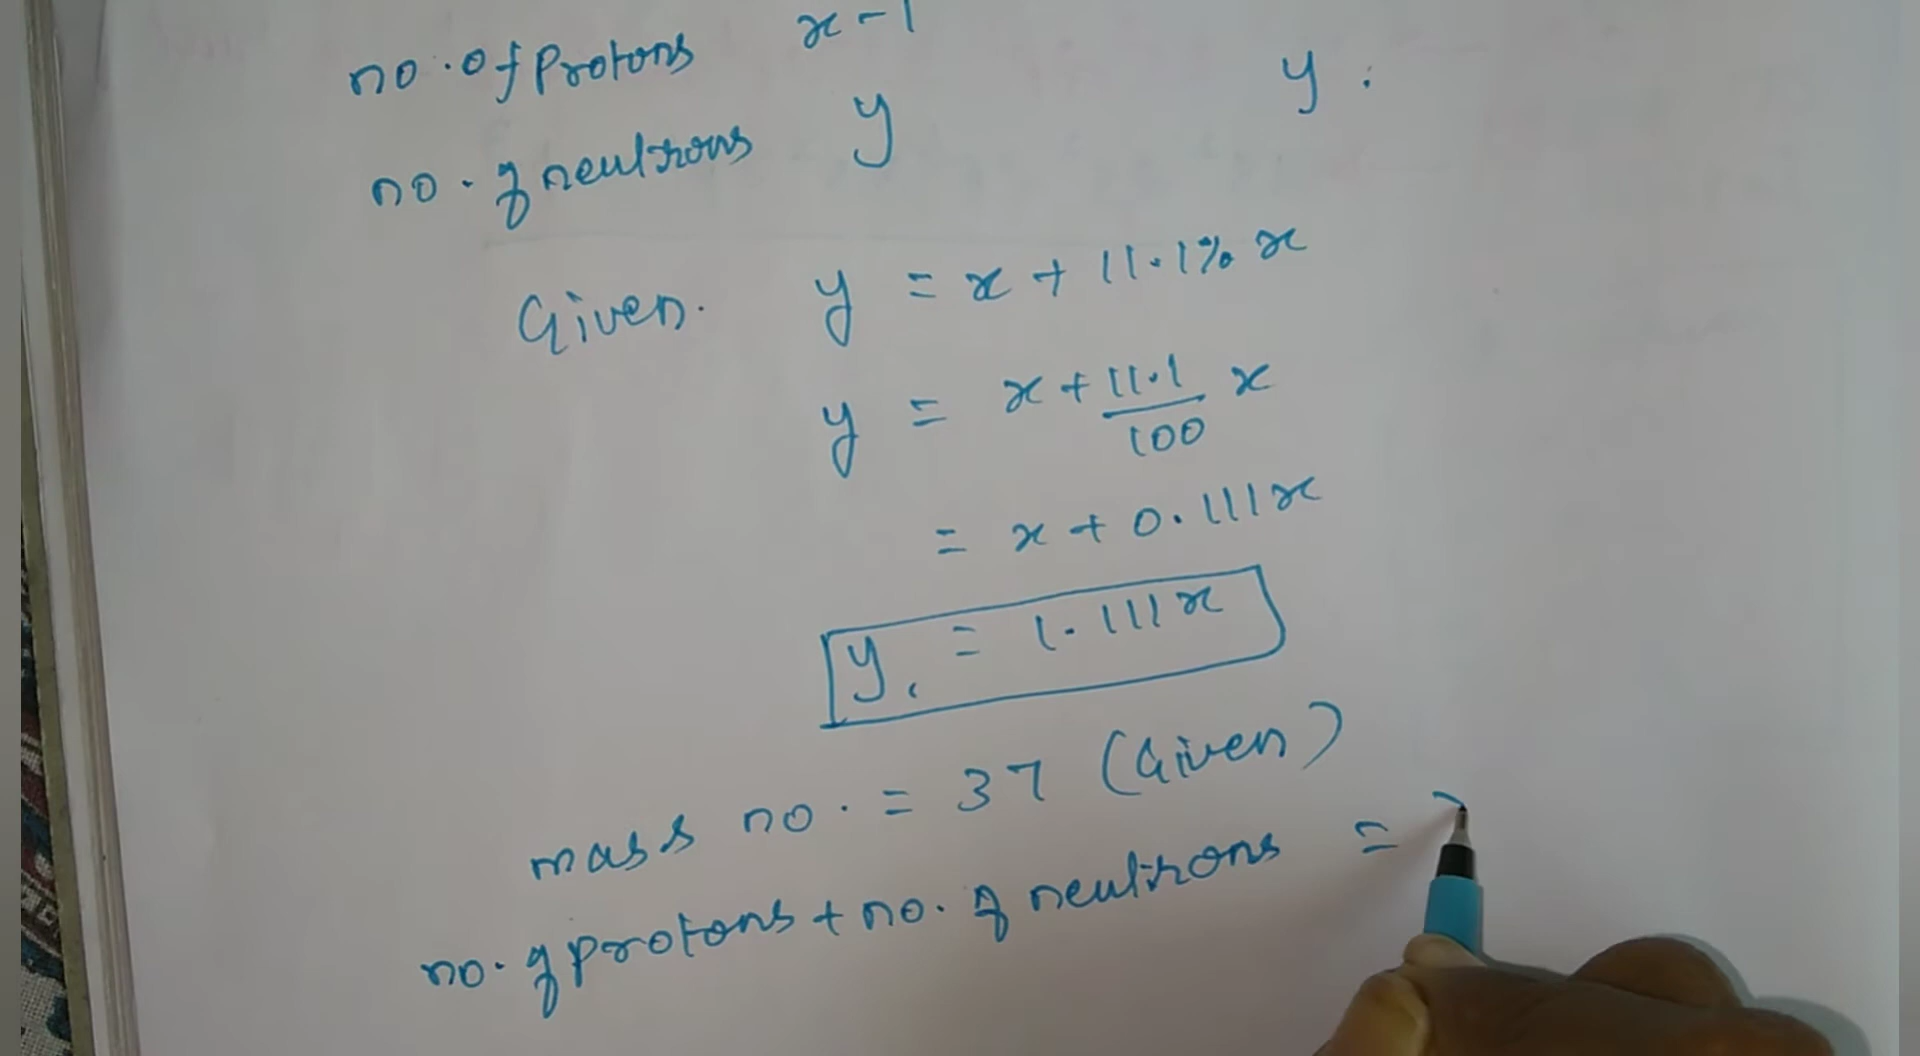 no. of protons x-1
no. of neutrons y y.
Given. y = x + 11.1% x
y = x + 11.1/100 x
= x + 0.111x
y. = 1.111x
mass no. = 37 (Given)
no. of protons + no. of neutrons =